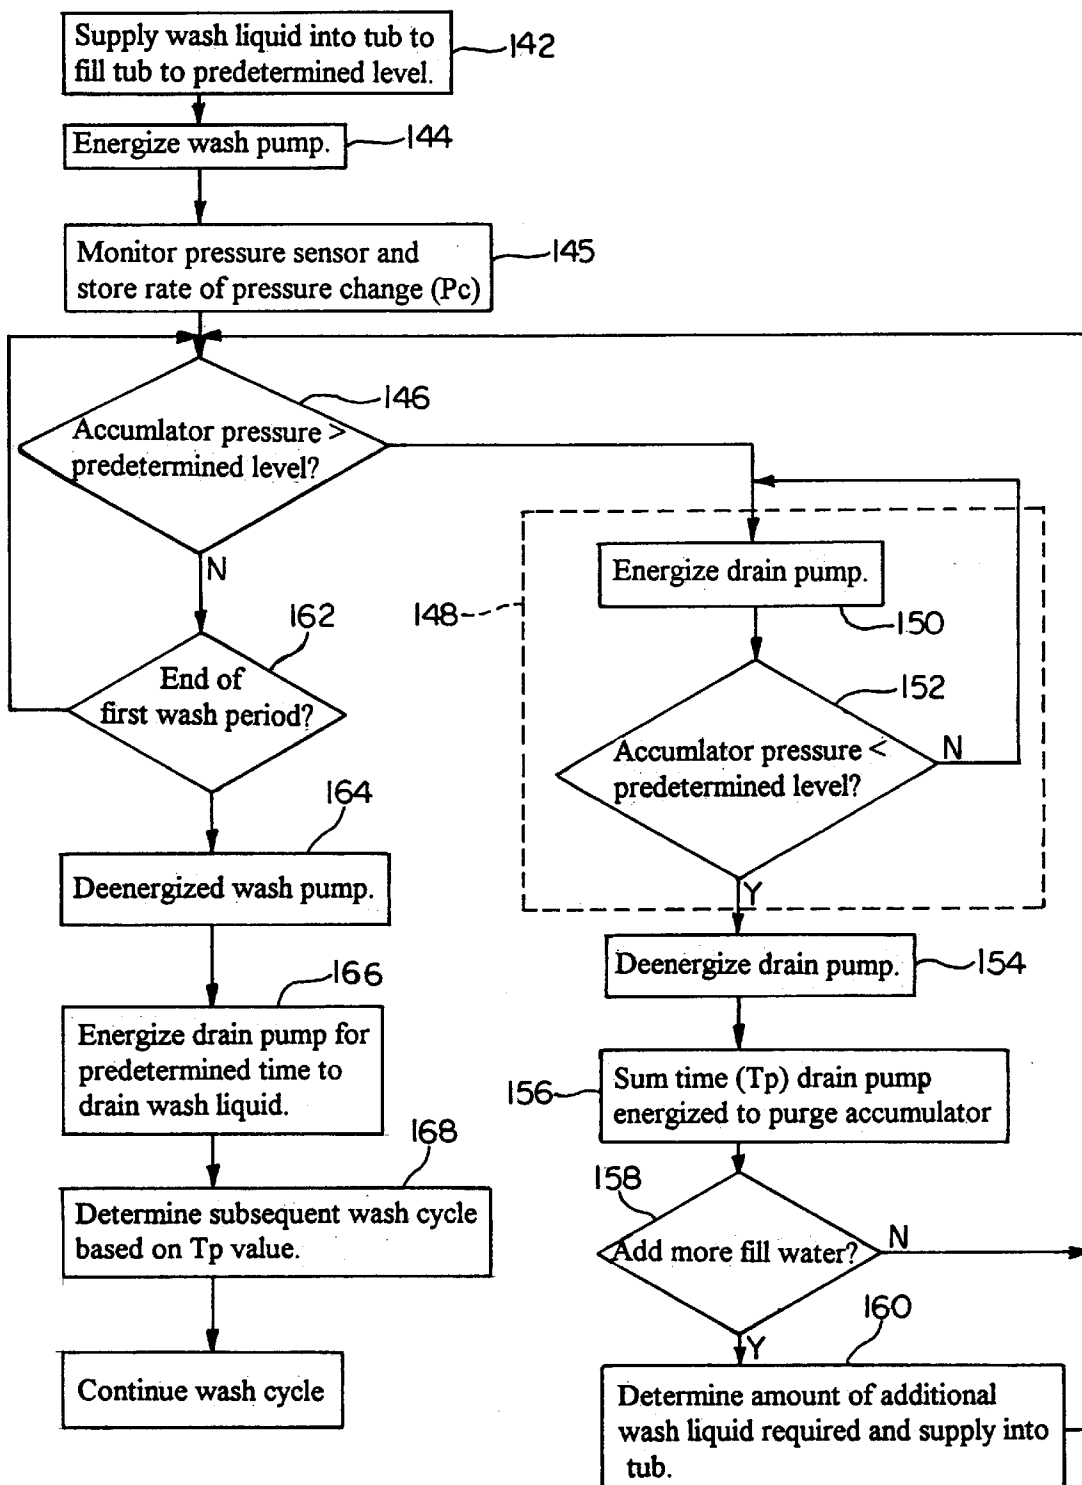 Supply wash liquid into tub to
fill tub to predetermined level.
142
Energize wash pump.
144
Monitor pressure sensor and
store rate of pressure change (Pc)
145
Accumlator pressure >
predetermined level?
146
N
End of
first wash period?
162
Deenergized wash pump.
164
Energize drain pump for
predetermined time to
drain wash liquid.
166
Determine subsequent wash cycle
based on Tp value.
168
Continue wash cycle
148
Energize drain pump.
150
Accumlator pressure <
predetermined level?
152
N
Y
Deenergize drain pump.
154
Sum time (Tp) drain pump
energized to purge accumulator
156
Add more fill water?
158
N
Y
Determine amount of additional
wash liquid required and supply into
tub.
160